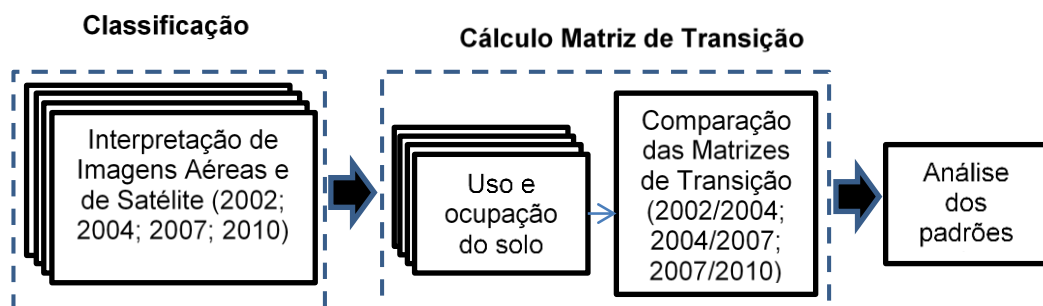 Classificação
Interpretação de
Imagens Aéreas e
de Satélite (2002;
2004; 2007; 2010)
Cálculo Matriz de Transição
Uso e
ocupação
do solo
Comparação
das Matrizes
de Transição
(2002/2004;
2004/2007;
2007/2010)
Análise
dos
padrões